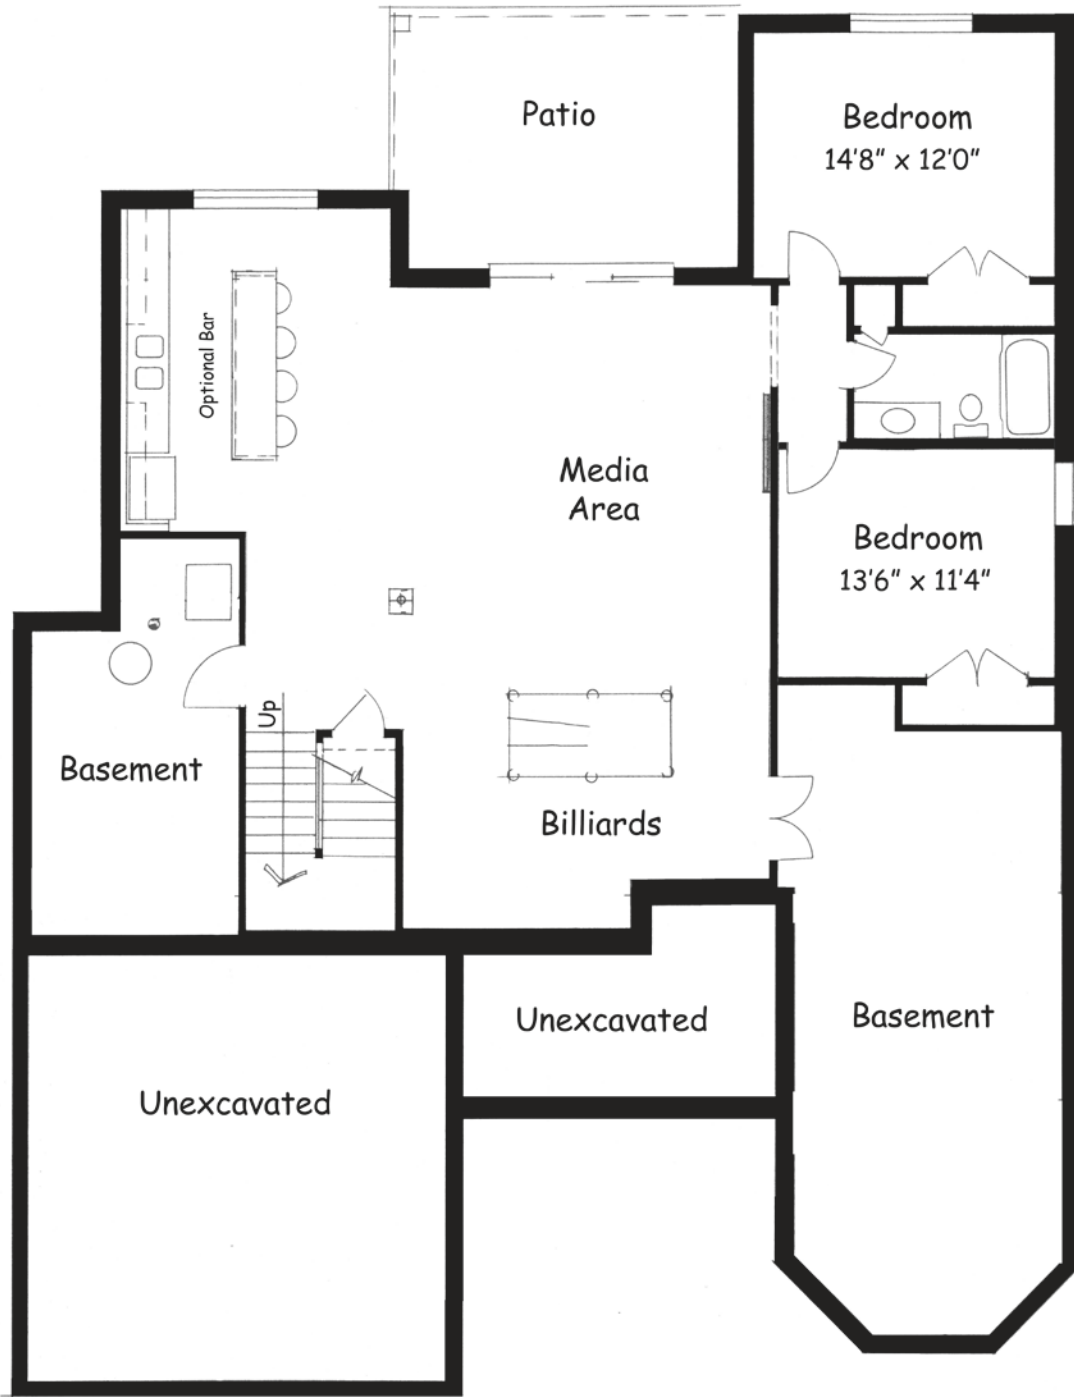 Patio
Bedroom
14'8" x 12'0"
Optional Bar
Media
Area
Bedroom
13'6" x 11'4"
Up
Basement
Billiards
Basement
Unexcavated
Unexcavated